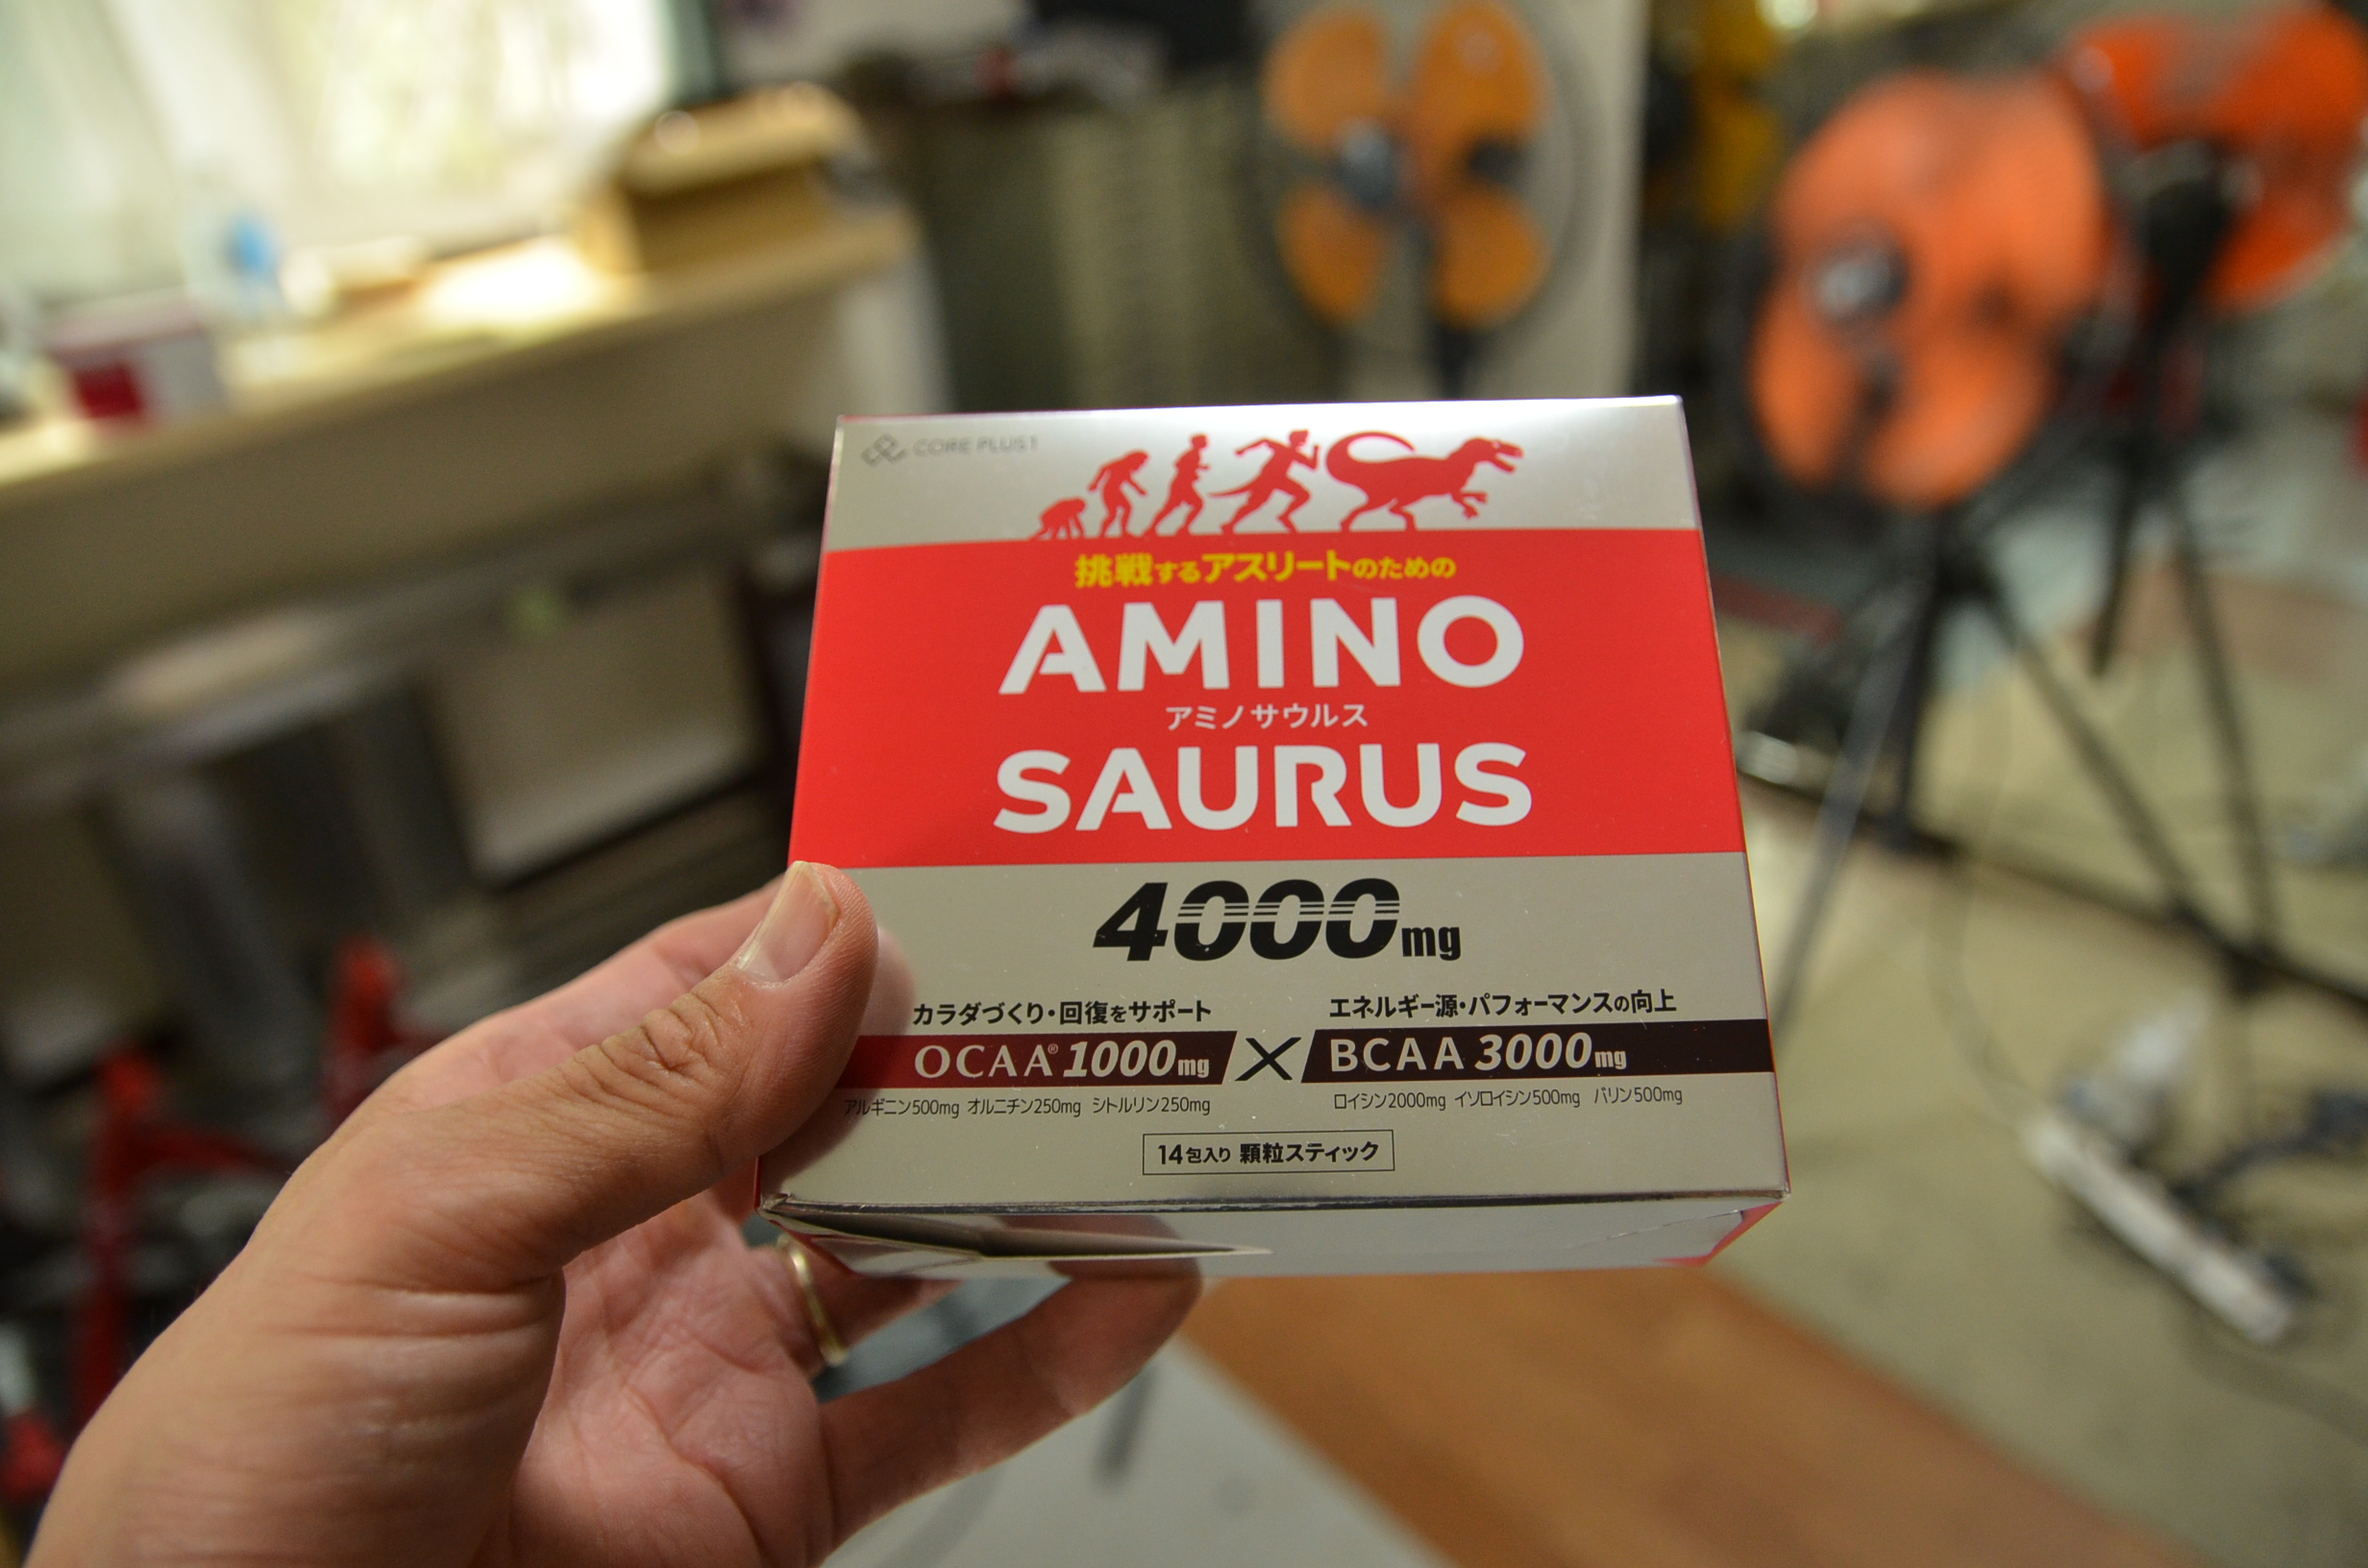 CORE PLUS1
挑戦するアスリートのための
AMINO
アミノサウルス
SAURUS
4000mg
カラダづくり・回復をサポート
OCAA® 1000mg
アルギニン500mg オルニチン250mg シトルリン250mg
×
エネルギー源・パフォーマンスの向上
BCAA 3000mg
ロイシン2000mg イソロイシン500mg バリン500mg
14包入り 顆粒スティック